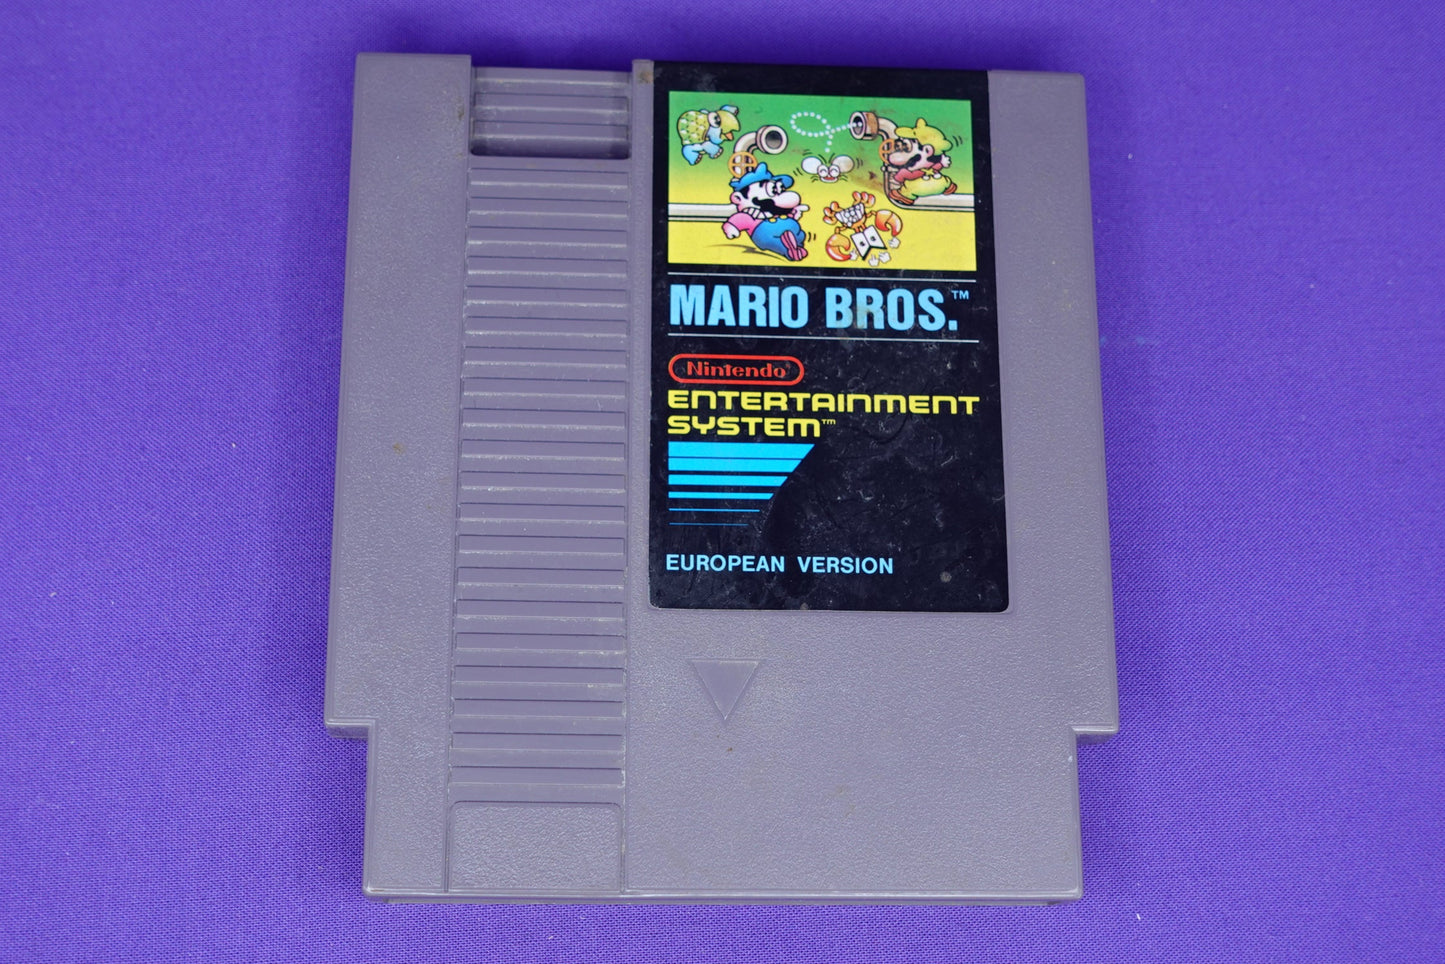 MARIO BROS.™
Nintendo®
ENTERTAINMENT
SYSTEM™
EUROPEAN VERSION